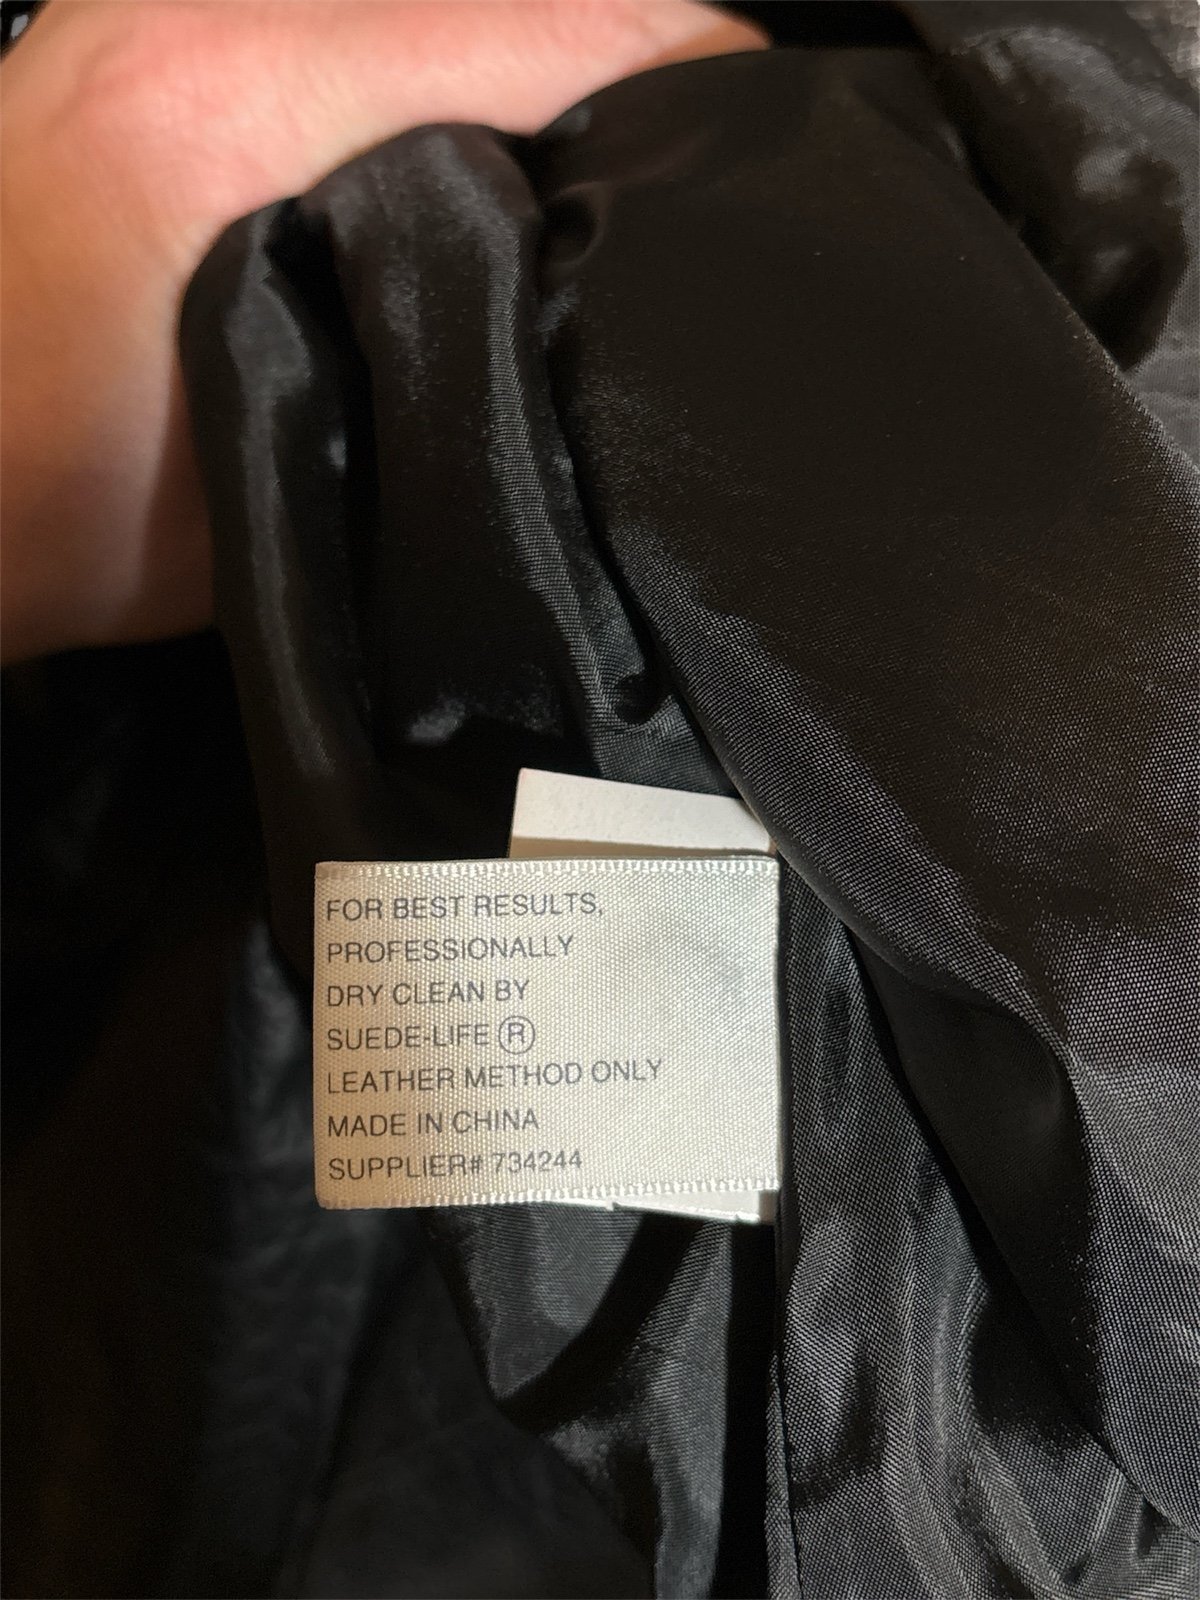 FOR BEST RESULTS,
PROFESSIONALLY
DRY CLEAN BY
SUEDE-LIFE ®
LEATHER METHOD ONLY
MADE IN CHINA
SUPPLIER# 734244